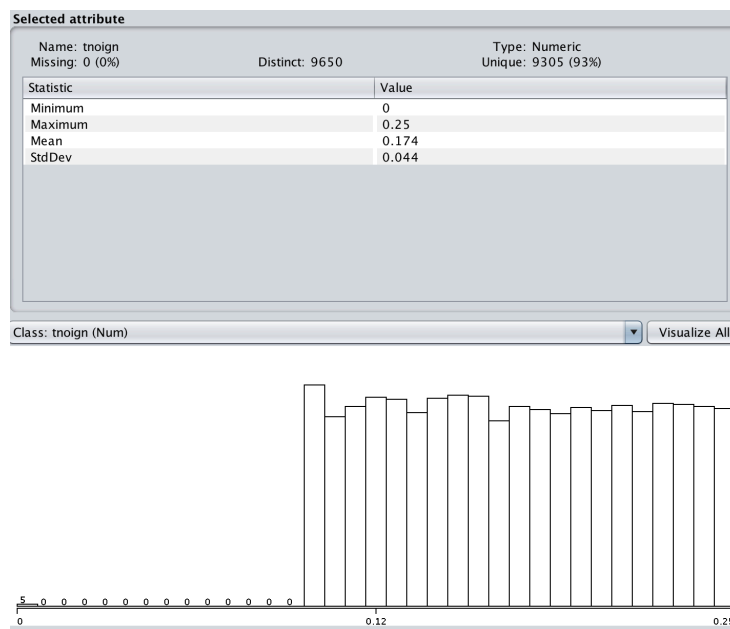 Selected attribute
Name: tnoign Type: Numeric
Missing: 0 (0%) Distinct: 9650 Unique: 9305 (93%)
Statistic Value
Minimum 0
Maximum 0.25
Mean 0.174
StdDev 0.044
Class: tnoign (Num) Visualize All
5 0 0 0 0 0 0 0 0 0 0 0 0 0
0 0.12 0.25